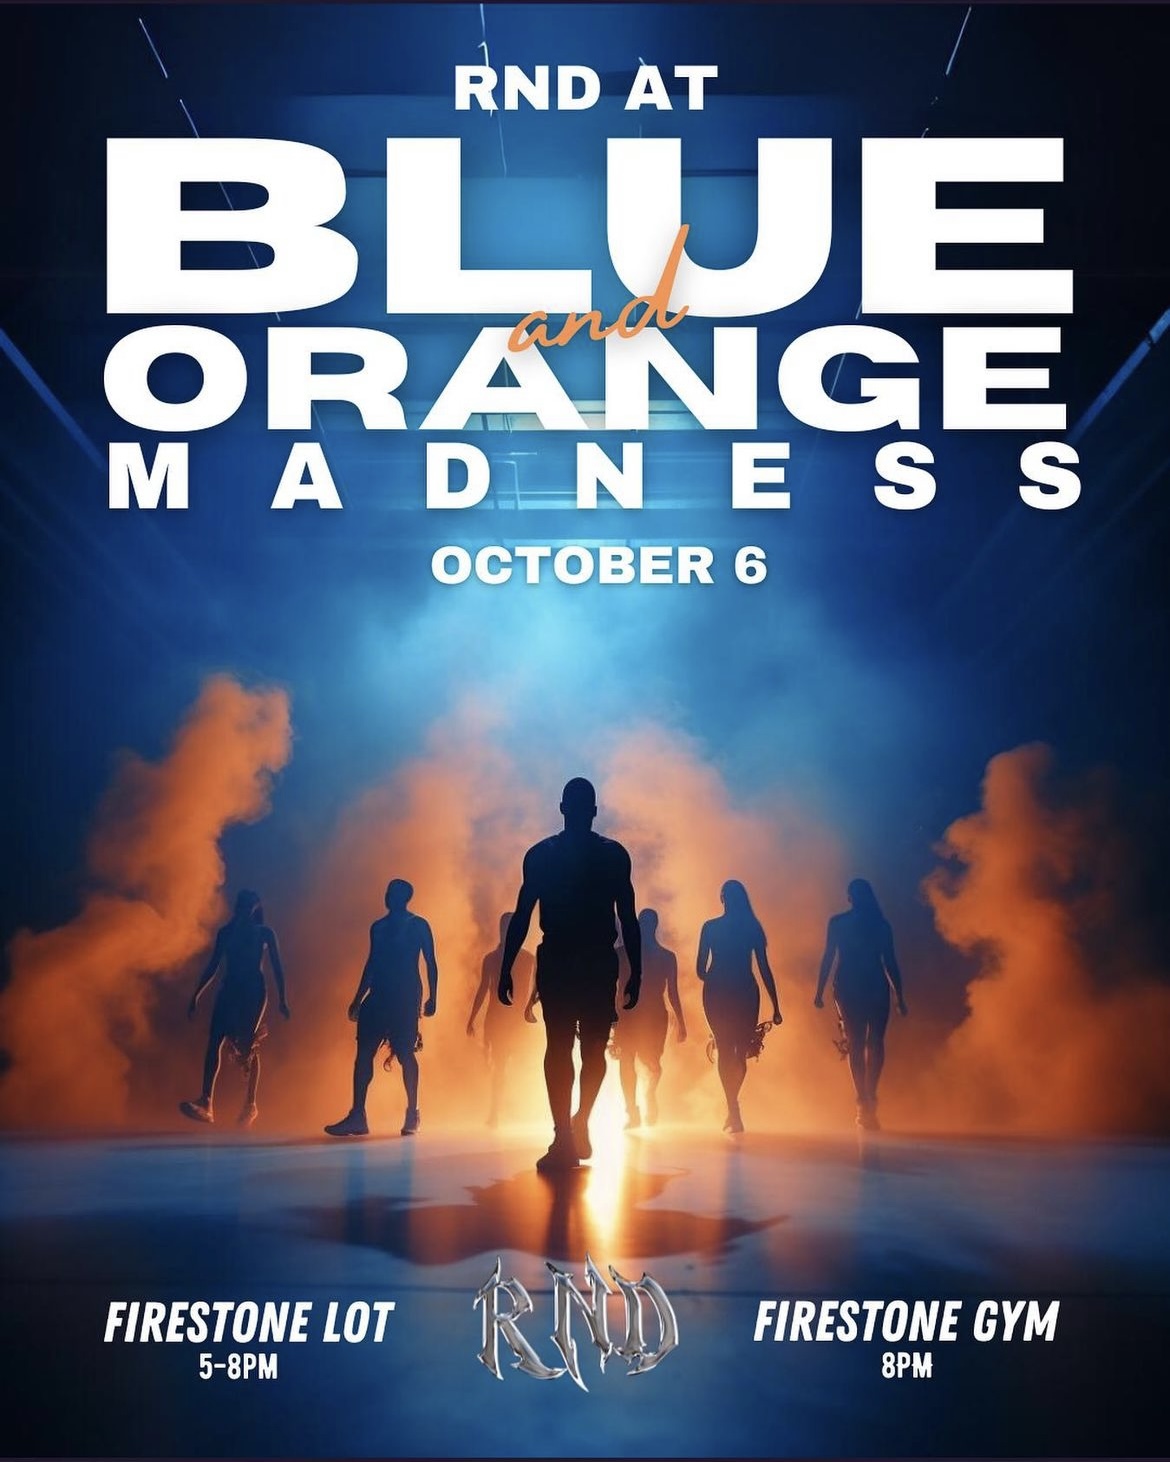 RND AT
BLUE
and
ORANGE
MADNESS
OCTOBER 6
RND
FIRESTONE LOT
5-8PM
FIRESTONE GYM
8PM